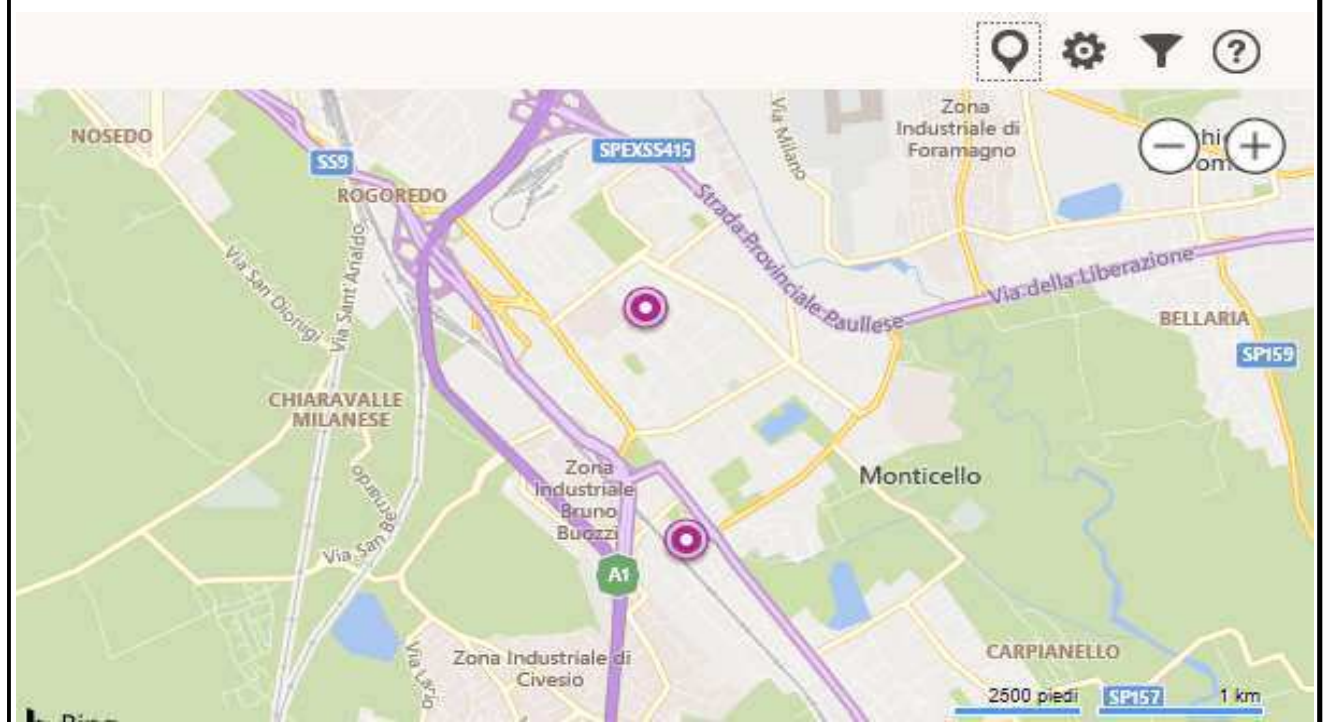 ?
Zona
Industriale di
Foramagno
NOSEDO
SPEXSS415
Via Milano
SS9
ROGOREDO
Strada Provinciale Paullese
Via San Dionigi
Via Sant'Arialdo
Via della Liberazione
BELLARIA
SP159
CHIARAVALLE
MILANESE
Zona
Industriale
Bruno
Buozzi
Monticello
Via San Bernardo
A1
Via Lario
Zona Industriale di
Civesio
CARPIANELLO
2500 piedi
SP157
1 km